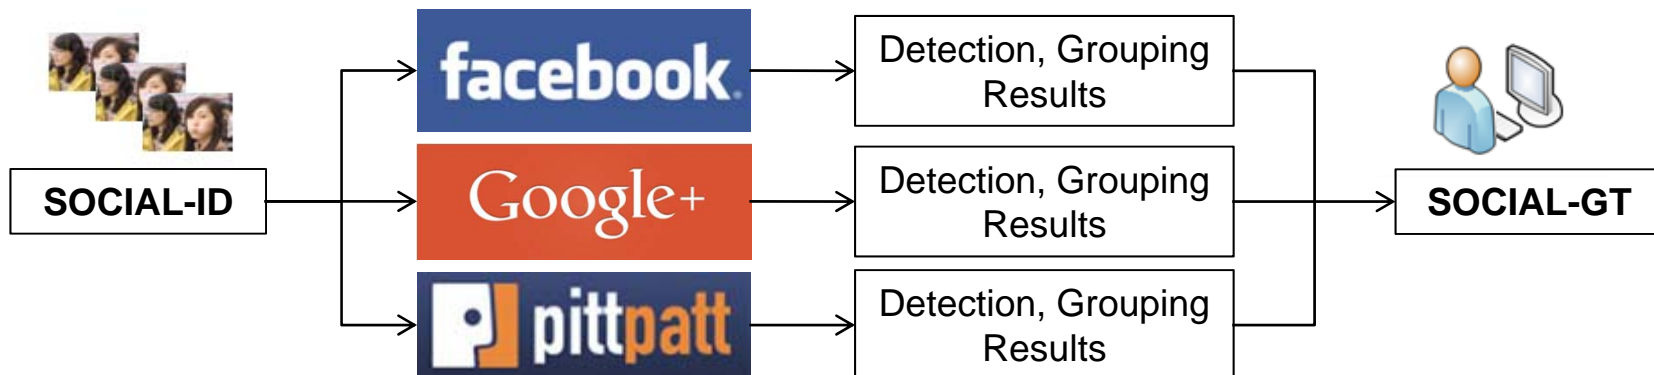 SOCIAL-ID
facebook.
Detection, Grouping
Results
Google+
Detection, Grouping
Results
pittpatt
Detection, Grouping
Results
SOCIAL-GT